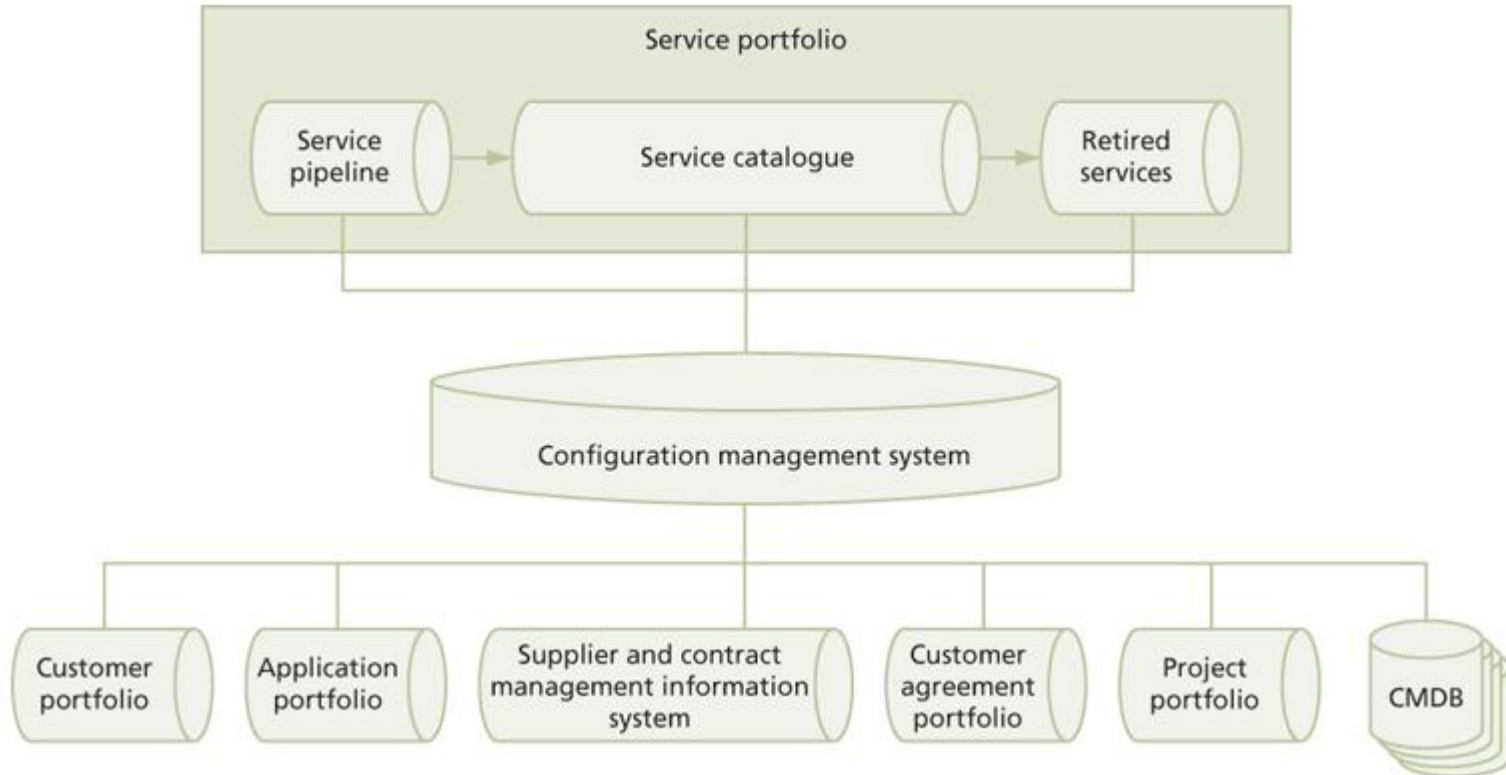 Service portfolio
Service
pipeline
Service catalogue
Retired
services
Configuration management system
Customer
portfolio
Application
portfolio
Supplier and contract
management information
system
Customer
agreement
portfolio
Project
portfolio
CMDB